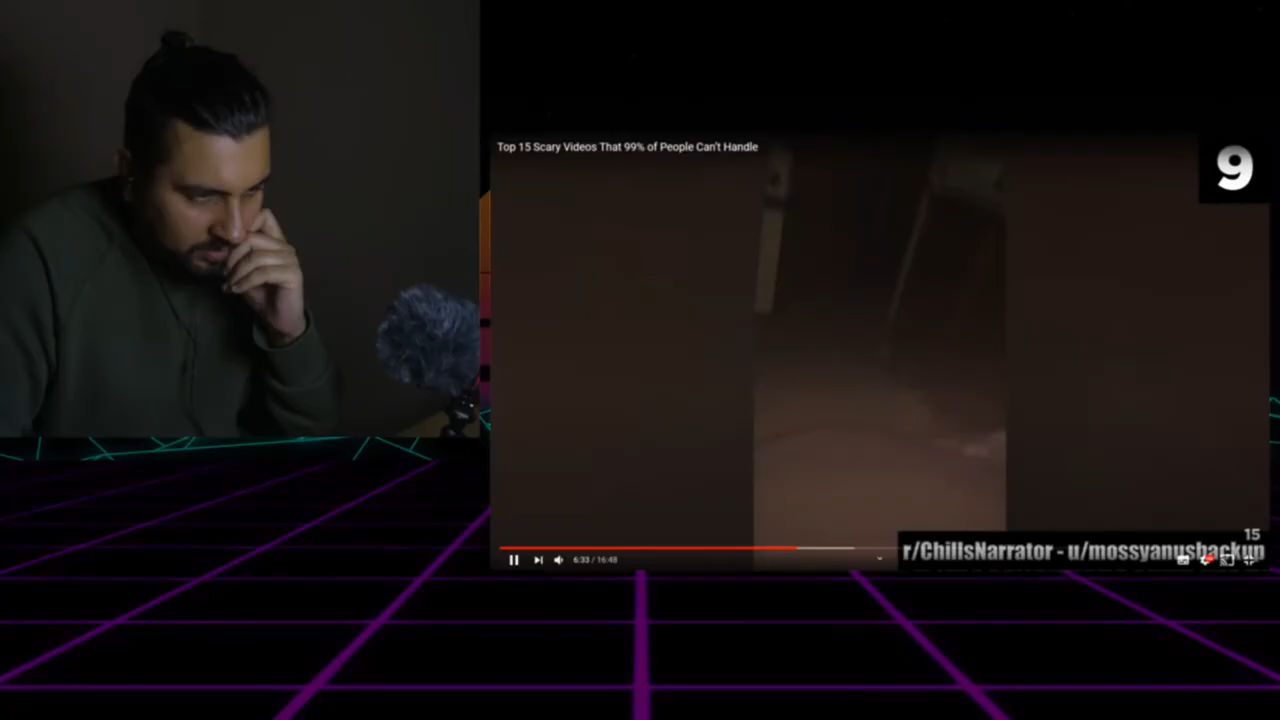 Top 15 Scary Videos That 99% of People Can't Handle
9
15
r/ChillsNarrator - u/mossyanusbackup
6:33 / 16:48